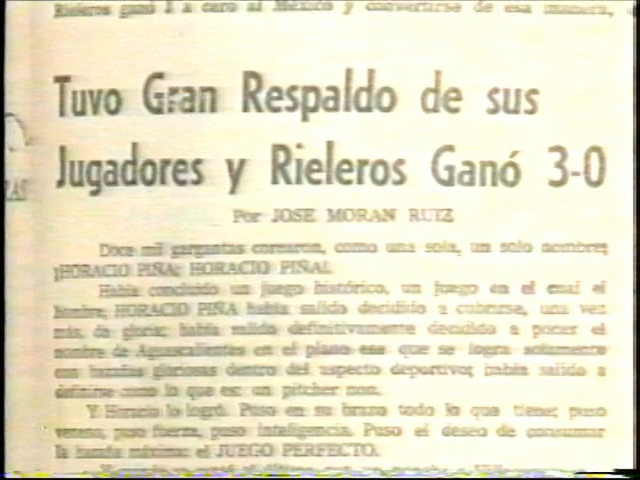 Rieleros ganó 1 a cero al México y convertirse de esa manera,
Tuvo Gran Respaldo de sus
Jugadores y Rieleros Ganó 3-0
Por JOSE MORAN RUIZ
Doce mil gargantas corearon, como una sola, un solo nombre:
¡HORACIO PIÑA; HORACIO PIÑA!.
Había concluido un juego histórico, un juego en el cual el
hombre, HORACIO PIÑA había salido decidido a cubrirse, una vez
más, de gloria; había salido definitivamente decidido a poner el
nombre de Aguascalientes en el plano ese que se logra solamente
con hazañas gloriosas dentro del aspecto deportivo; había salido a
definirse como lo que es: un pitcher non.
Y Horacio lo logró. Puso en su brazo todo lo que tiene; puso
veneno, puso fuerza, puso inteligencia. Puso el deseo de consumar
la hazaña máxima: el JUEGO PERFECTO.